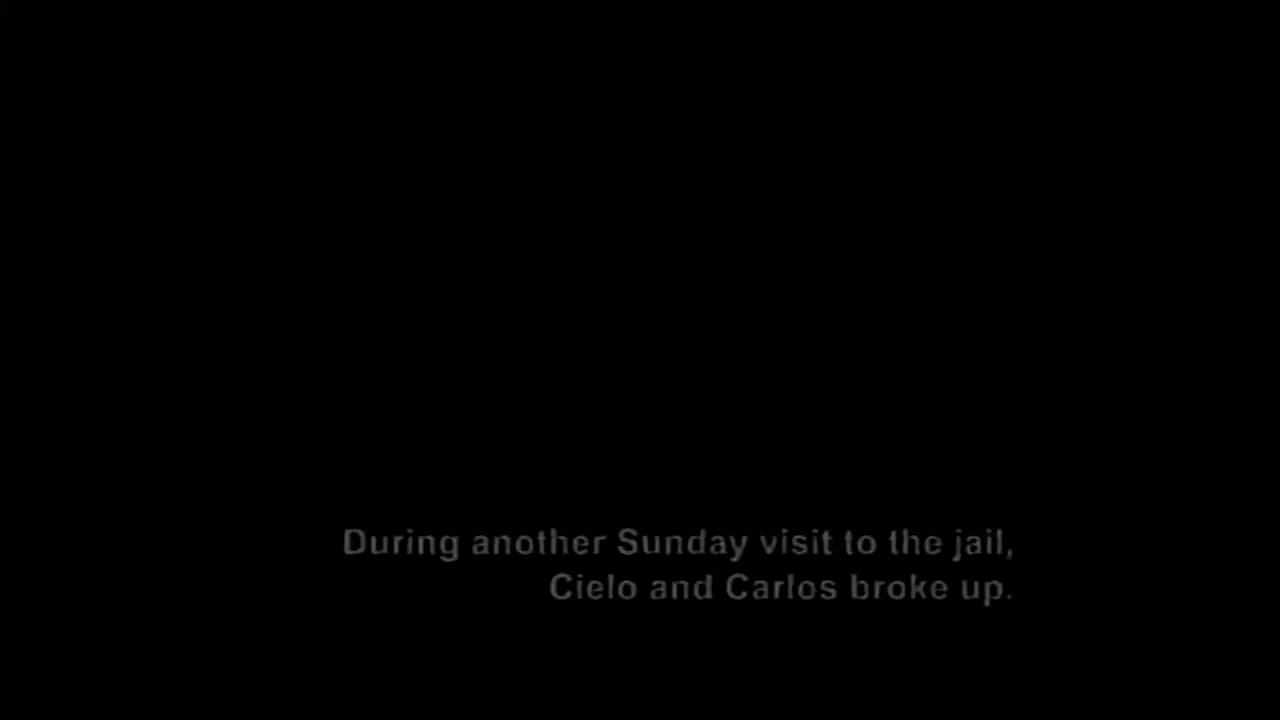 During another Sunday visit to the jail,
Cielo and Carlos broke up.